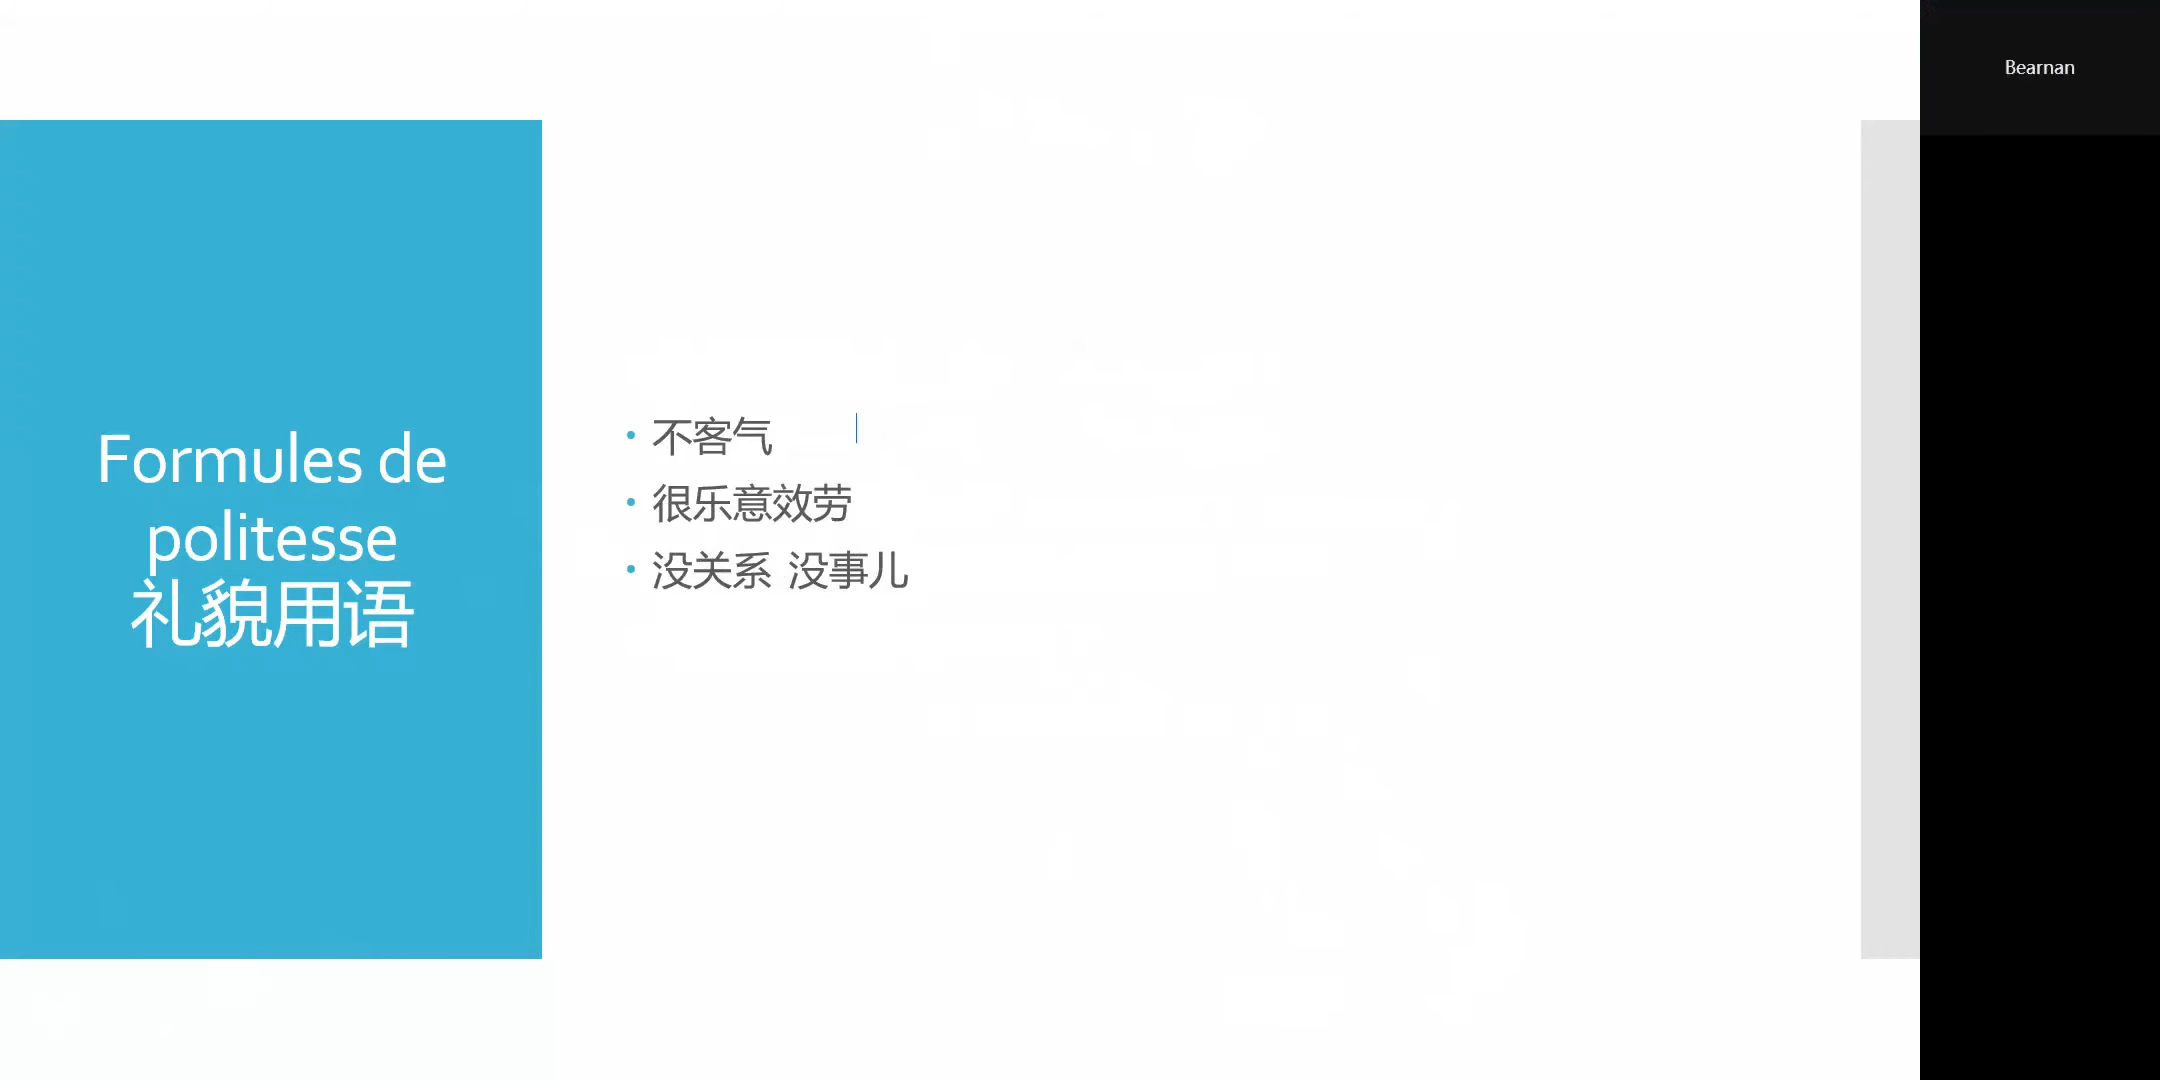 Formules de
politesse
礼貌用语
• 不客气
• 很乐意效劳
• 没关系 没事儿
Bearnan